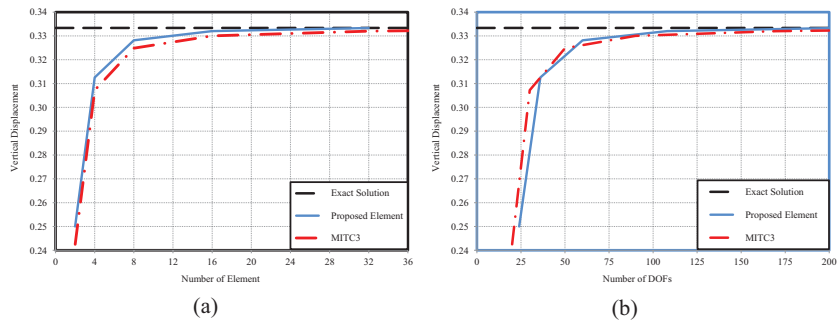 0.34
0.33
0.32
0.31
0.30
0.29
0.28
0.27
0.26
0.25
0.24
Vertical Displacement
0 4 8 12 16 20 24 28 32 36
Number of Element
Exact Solution
Proposed Element
MITC3
(a)
0.34
0.33
0.32
0.31
0.30
0.29
0.28
0.27
0.26
0.25
0.24
Vertical Displacement
0 25 50 75 100 125 150 175 200
Number of DOFs
Exact Solution
Proposed Element
MITC3
(b)